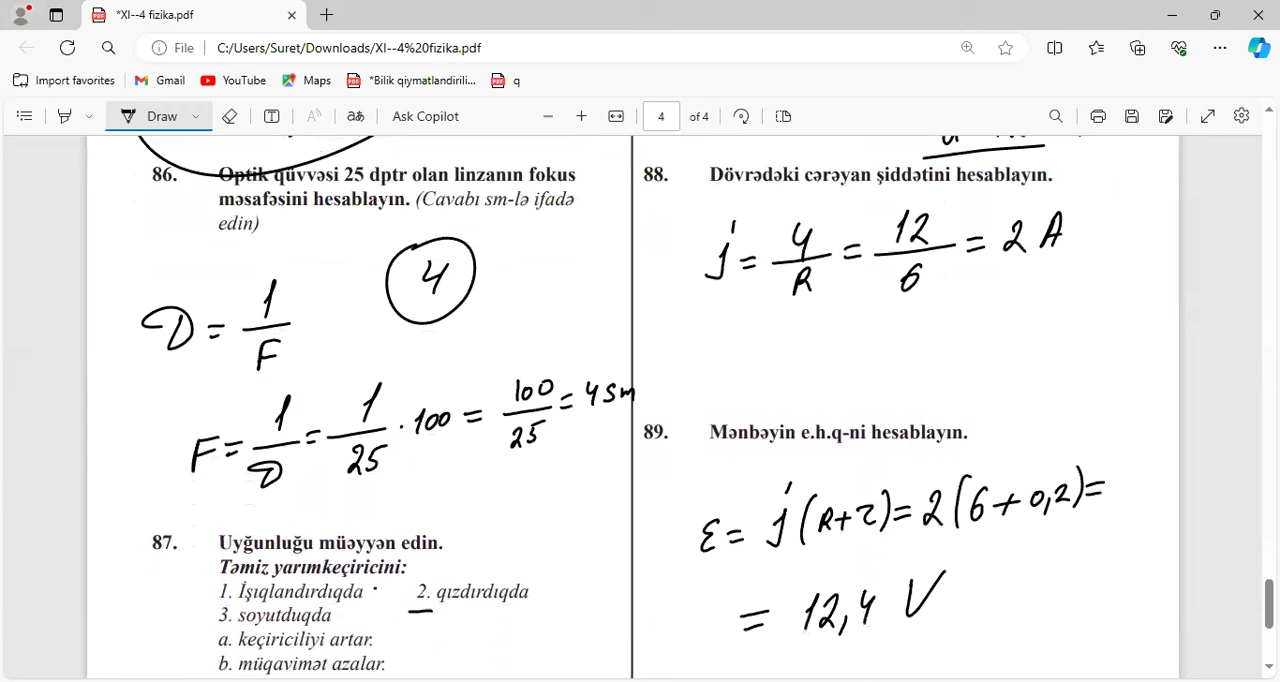 *XI--4 fizika.pdf
File C:/Users/Suret/Downloads/XI--4%20fizika.pdf
Import favorites Gmail YouTube Maps *Bilik qiymatlandirili... q
Draw Ask Copilot 4 of 4
86. Optik qüvvəsi 25 dptr olan linzanın fokus
məsafəsini hesablayın. (Cavabı sm-lə ifadə
edin)
4
D = 1/F
F = 1/D = 1/25 · 100 = 100/25 = 4 sm
87. Uyğunluğu müəyyən edin.
Təmiz yarımkeçiricini:
1. İşıqlandırdıqda 2. qızdırdıqda
3. soyutduqda
a. keçiriciliyi artar.
b. müqavimət azalar.
88. Dövrədəki cərəyan şiddətini hesablayın.
j = U/R = 12/6 = 2 A
89. Mənbəyin e.h.q-ni hesablayın.
ε = j(R+r) = 2(6+0,2) =
= 12,4 V